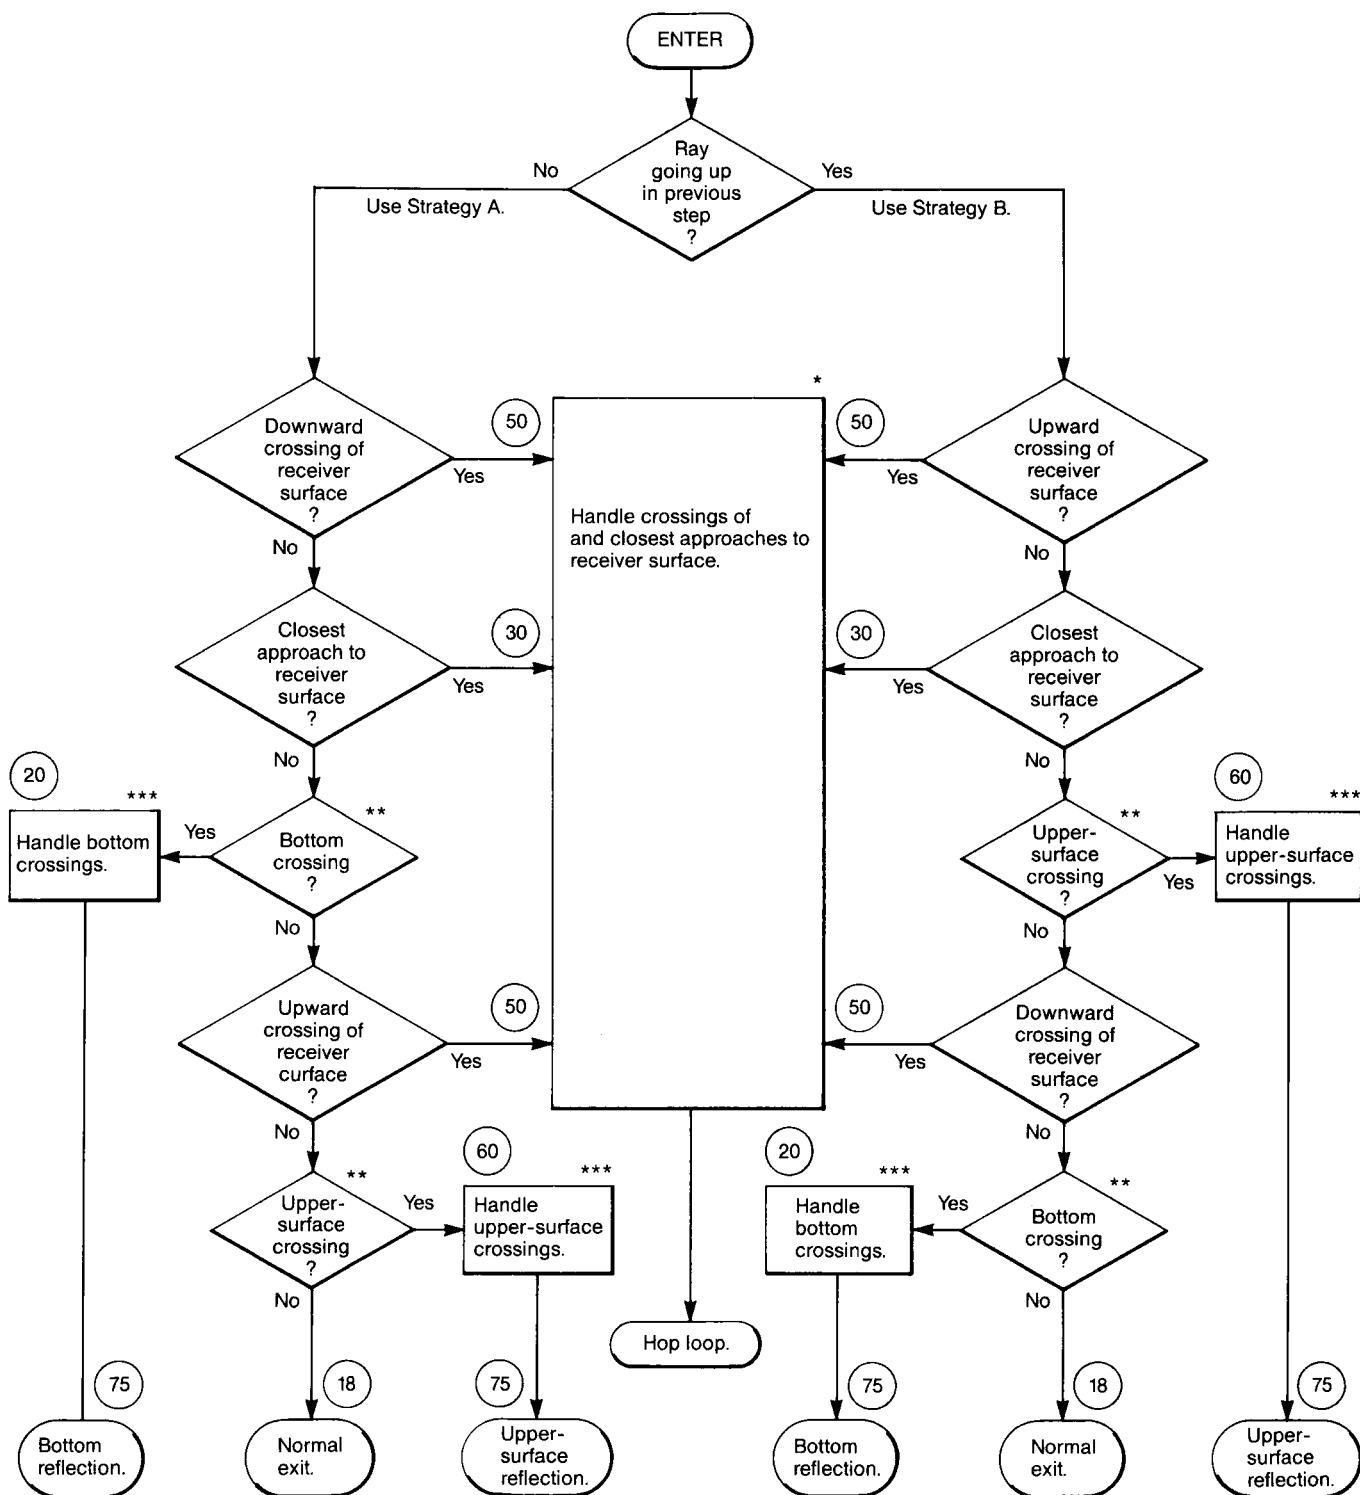 ENTER
Ray
going up
in previous
step
?
No
Yes
Use Strategy A.
Use Strategy B.
*
Downward
crossing of
receiver
surface
?
50
Yes
No
Handle crossings of
and closest approaches to
receiver surface.
50
Yes
Upward
crossing of
receiver
surface
?
No
Closest
approach to
receiver
surface
?
30
Yes
No
30
Yes
Closest
approach to
receiver
surface
?
No
20
***
Handle bottom
crossings.
Yes
**
Bottom
crossing
?
No
**
Upper-
surface
crossing
?
Yes
No
60
***
Handle
upper-surface
crossings.
Upward
crossing of
receiver
curface
?
50
Yes
No
50
Yes
Downward
crossing of
receiver
surface
?
No
**
Upper-
surface
crossing
?
Yes
No
60
***
Handle
upper-surface
crossings.
20
***
Handle
bottom
crossings.
Yes
**
Bottom
crossing
?
No
Hop loop.
75
Bottom
reflection.
18
Normal
exit.
75
Upper-
surface
reflection.
75
Bottom
reflection.
18
Normal
exit.
75
Upper-
surface
reflection.